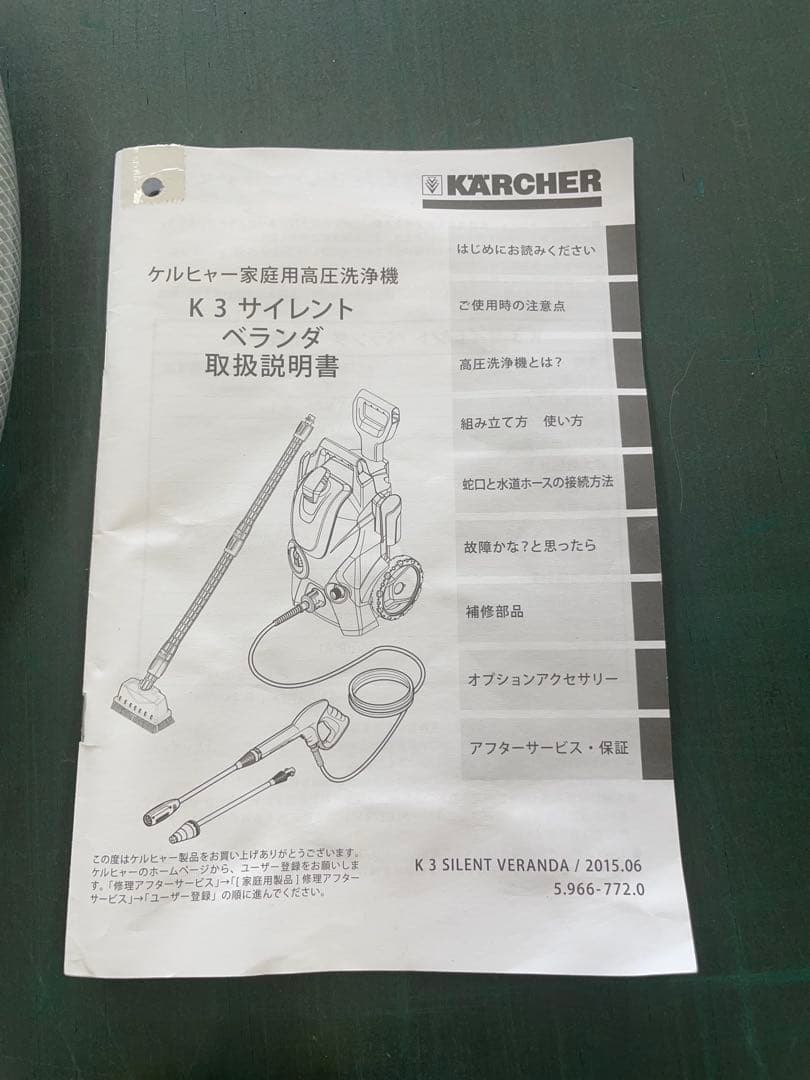 KÄRCHER
ケルヒャー家庭用高圧洗浄機
K 3 サイレント
ベランダ
取扱説明書
はじめにお読みください
ご使用時の注意点
高圧洗浄機とは？
組み立て方　使い方
蛇口と水道ホースの接続方法
故障かな？と思ったら
補修部品
オプションアクセサリー
アフターサービス・保証
この度はケルヒャー製品をお買い上げありがとうございます。
ケルヒャーのホームページから、ユーザー登録をお願いしま
す。「修理アフターサービス」→「[ 家庭用製品 ] 修理アフター
サービス」→「ユーザー登録」の順に進んでください。
K 3 SILENT VERANDA / 2015.06
5.966-772.0